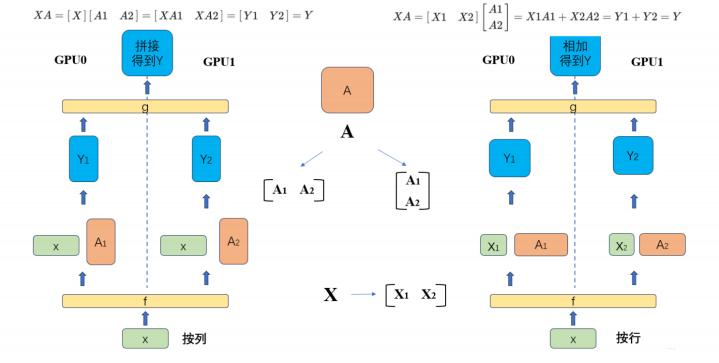 XA = [X] [A1 A2] = [XA1 XA2] = [Y1 Y2] = Y
拼接
得到Y
GPU0
GPU1
g
Y1
Y2
x
A1
x
A2
f
x
按列
A
A
[A1 A2]
[A1
A2]
X
[X1 X2]
XA = [X1 X2] [A1
A2] = X1A1 + X2A2 = Y1 + Y2 = Y
相加
得到Y
GPU0
GPU1
g
Y1
Y2
X1
A1
X2
A2
f
x
按行